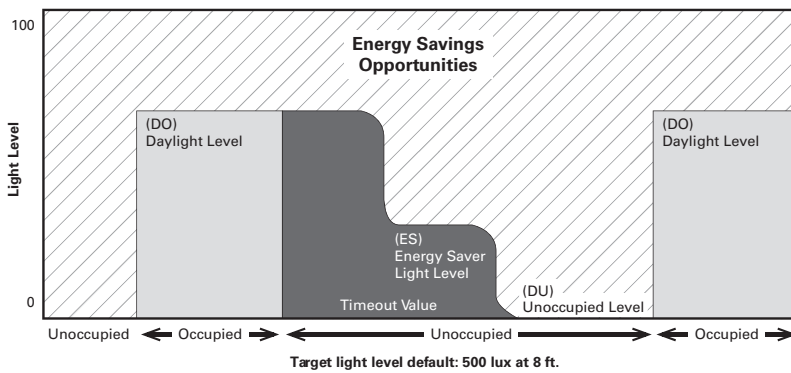 100
Energy Savings
Opportunities
(DO)
Daylight Level
(DO)
Daylight Level
Light Level
(ES)
Energy Saver
Light Level
(DU)
Unoccupied Level
Timeout Value
0
Unoccupied
Occupied
Unoccupied
Occupied
Target light level default: 500 lux at 8 ft.